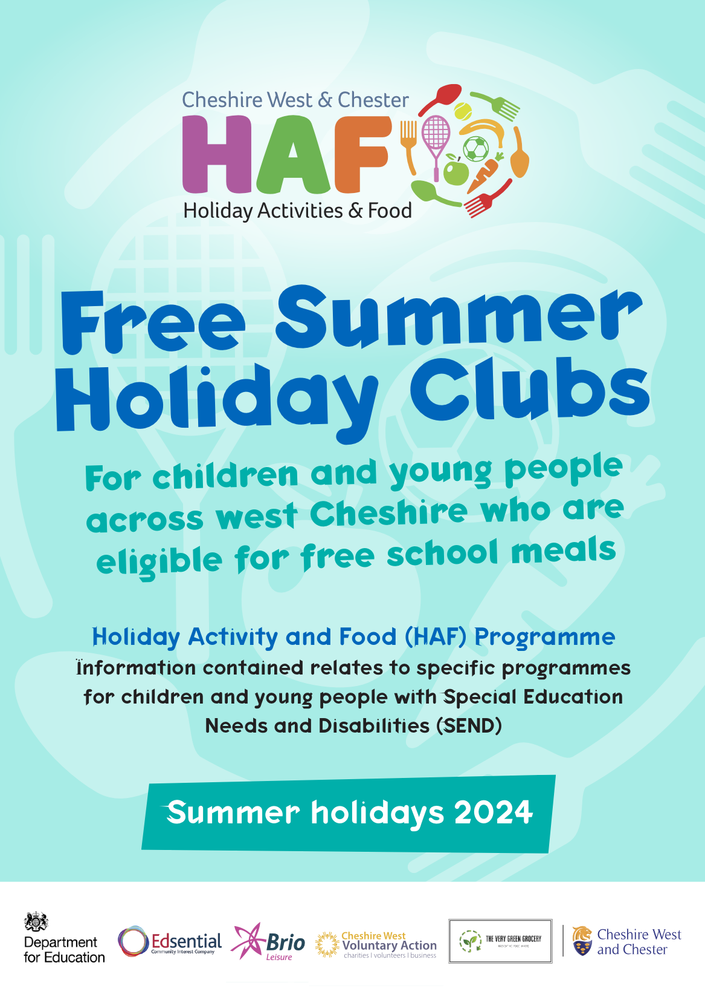 Cheshire West & Chester
HAF
Holiday Activities & Food
Free Summer
Holiday Clubs
For children and young people
across west Cheshire who are
eligible for free school meals
Holiday Activity and Food (HAF) Programme
Information contained relates to specific programmes
for children and young people with Special Education
Needs and Disabilities (SEND)
Summer holidays 2024
Department
for Education
Edsential
Community Interest Company
Brio
Leisure
Cheshire West
Voluntary Action
charities | volunteers | business
THE VERY GREEN GROCERY
PREVENTING FOOD WASTE
Cheshire West
and Chester